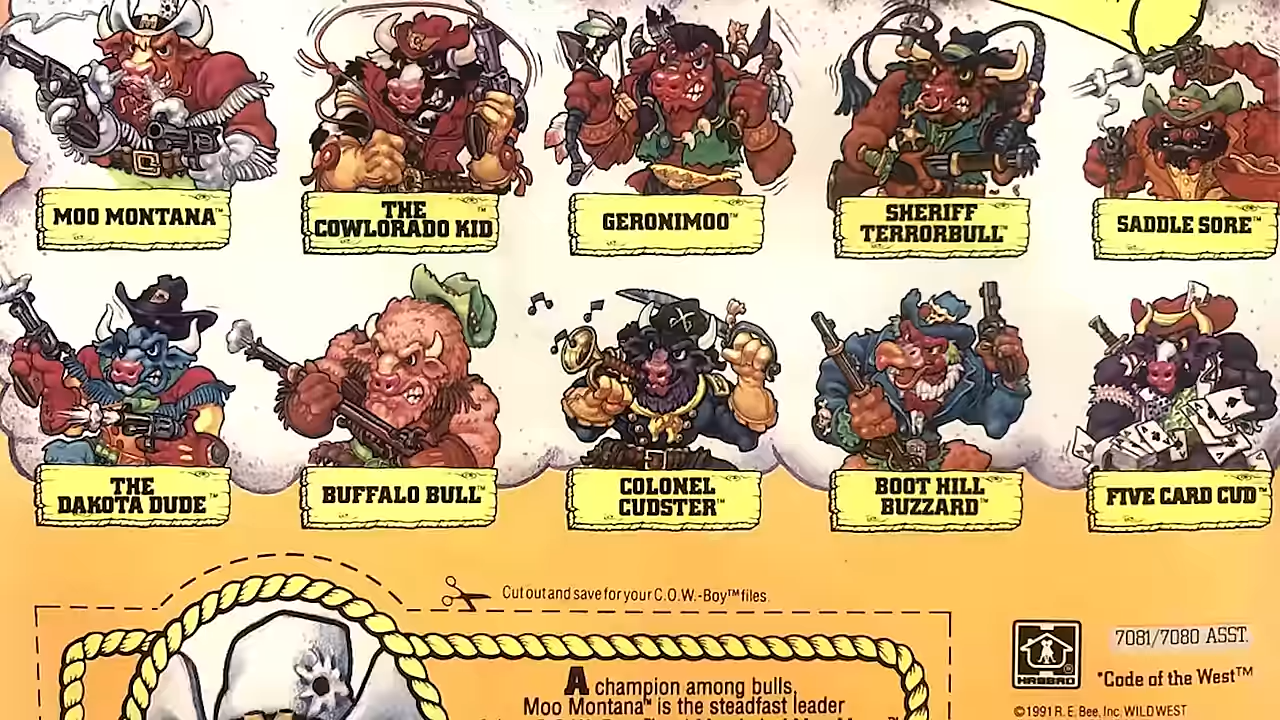 MOO MONTANA™
THE
COWLORADO KID™
GERONIMOO™
SHERIFF
TERRORBULL™
SADDLE SORE™
THE
DAKOTA DUDE™
BUFFALO BULL™
COLONEL
CUDSTER™
BOOT HILL
BUZZARD™
FIVE CARD CUD™
Cut out and save for your C.O.W.-Boy™ files.
A champion among bulls,
Moo Montana™ is the steadfast leader
HASBRO®
7081/7080 ASST.
"Code of the West™
©1991 R. E. Bee, Inc. WILD WEST